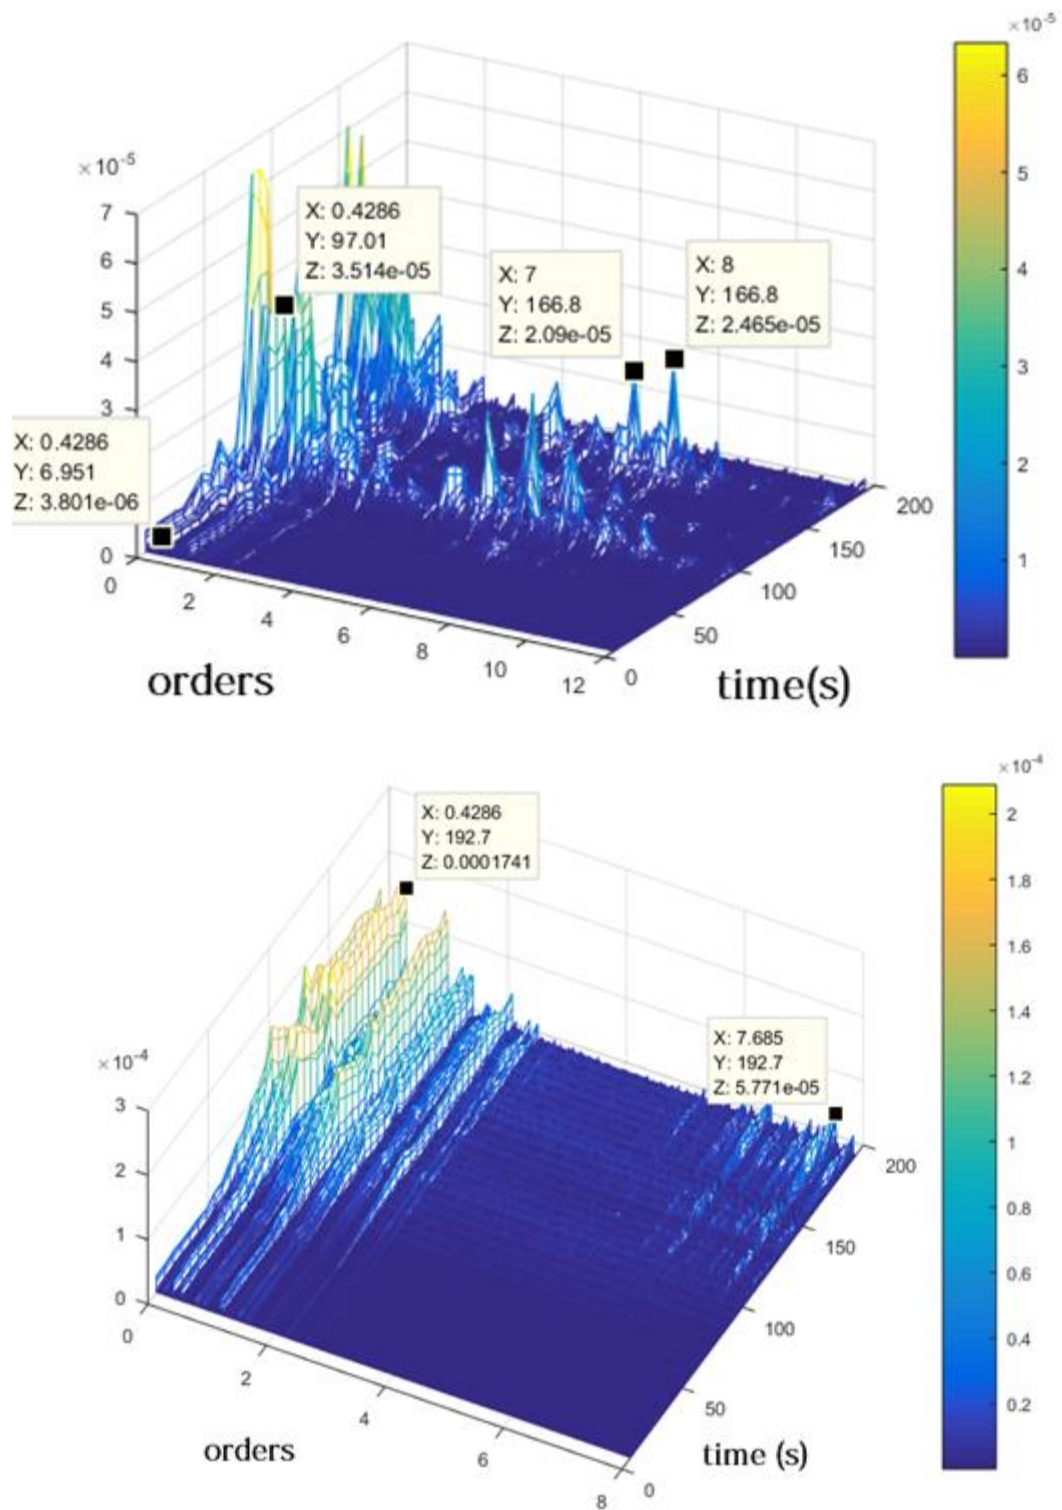 ×10⁻⁵
6
5
4
3
2
1
×10⁻⁵
7
6
5
4
3
0
X: 0.4286
Y: 97.01
Z: 3.514e-05
X: 7
Y: 166.8
Z: 2.09e-05
X: 8
Y: 166.8
Z: 2.465e-05
X: 0.4286
Y: 6.951
Z: 3.801e-06
0
2
4
6
8
10
12
0
50
100
150
200
orders
time(s)
×10⁻⁴
2
1.8
1.6
1.4
1.2
1
0.8
0.6
0.4
0.2
X: 0.4286
Y: 192.7
Z: 0.0001741
X: 7.685
Y: 192.7
Z: 5.771e-05
×10⁻⁴
3
2
1
0
0
2
4
6
8
0
50
100
150
200
orders
time (s)